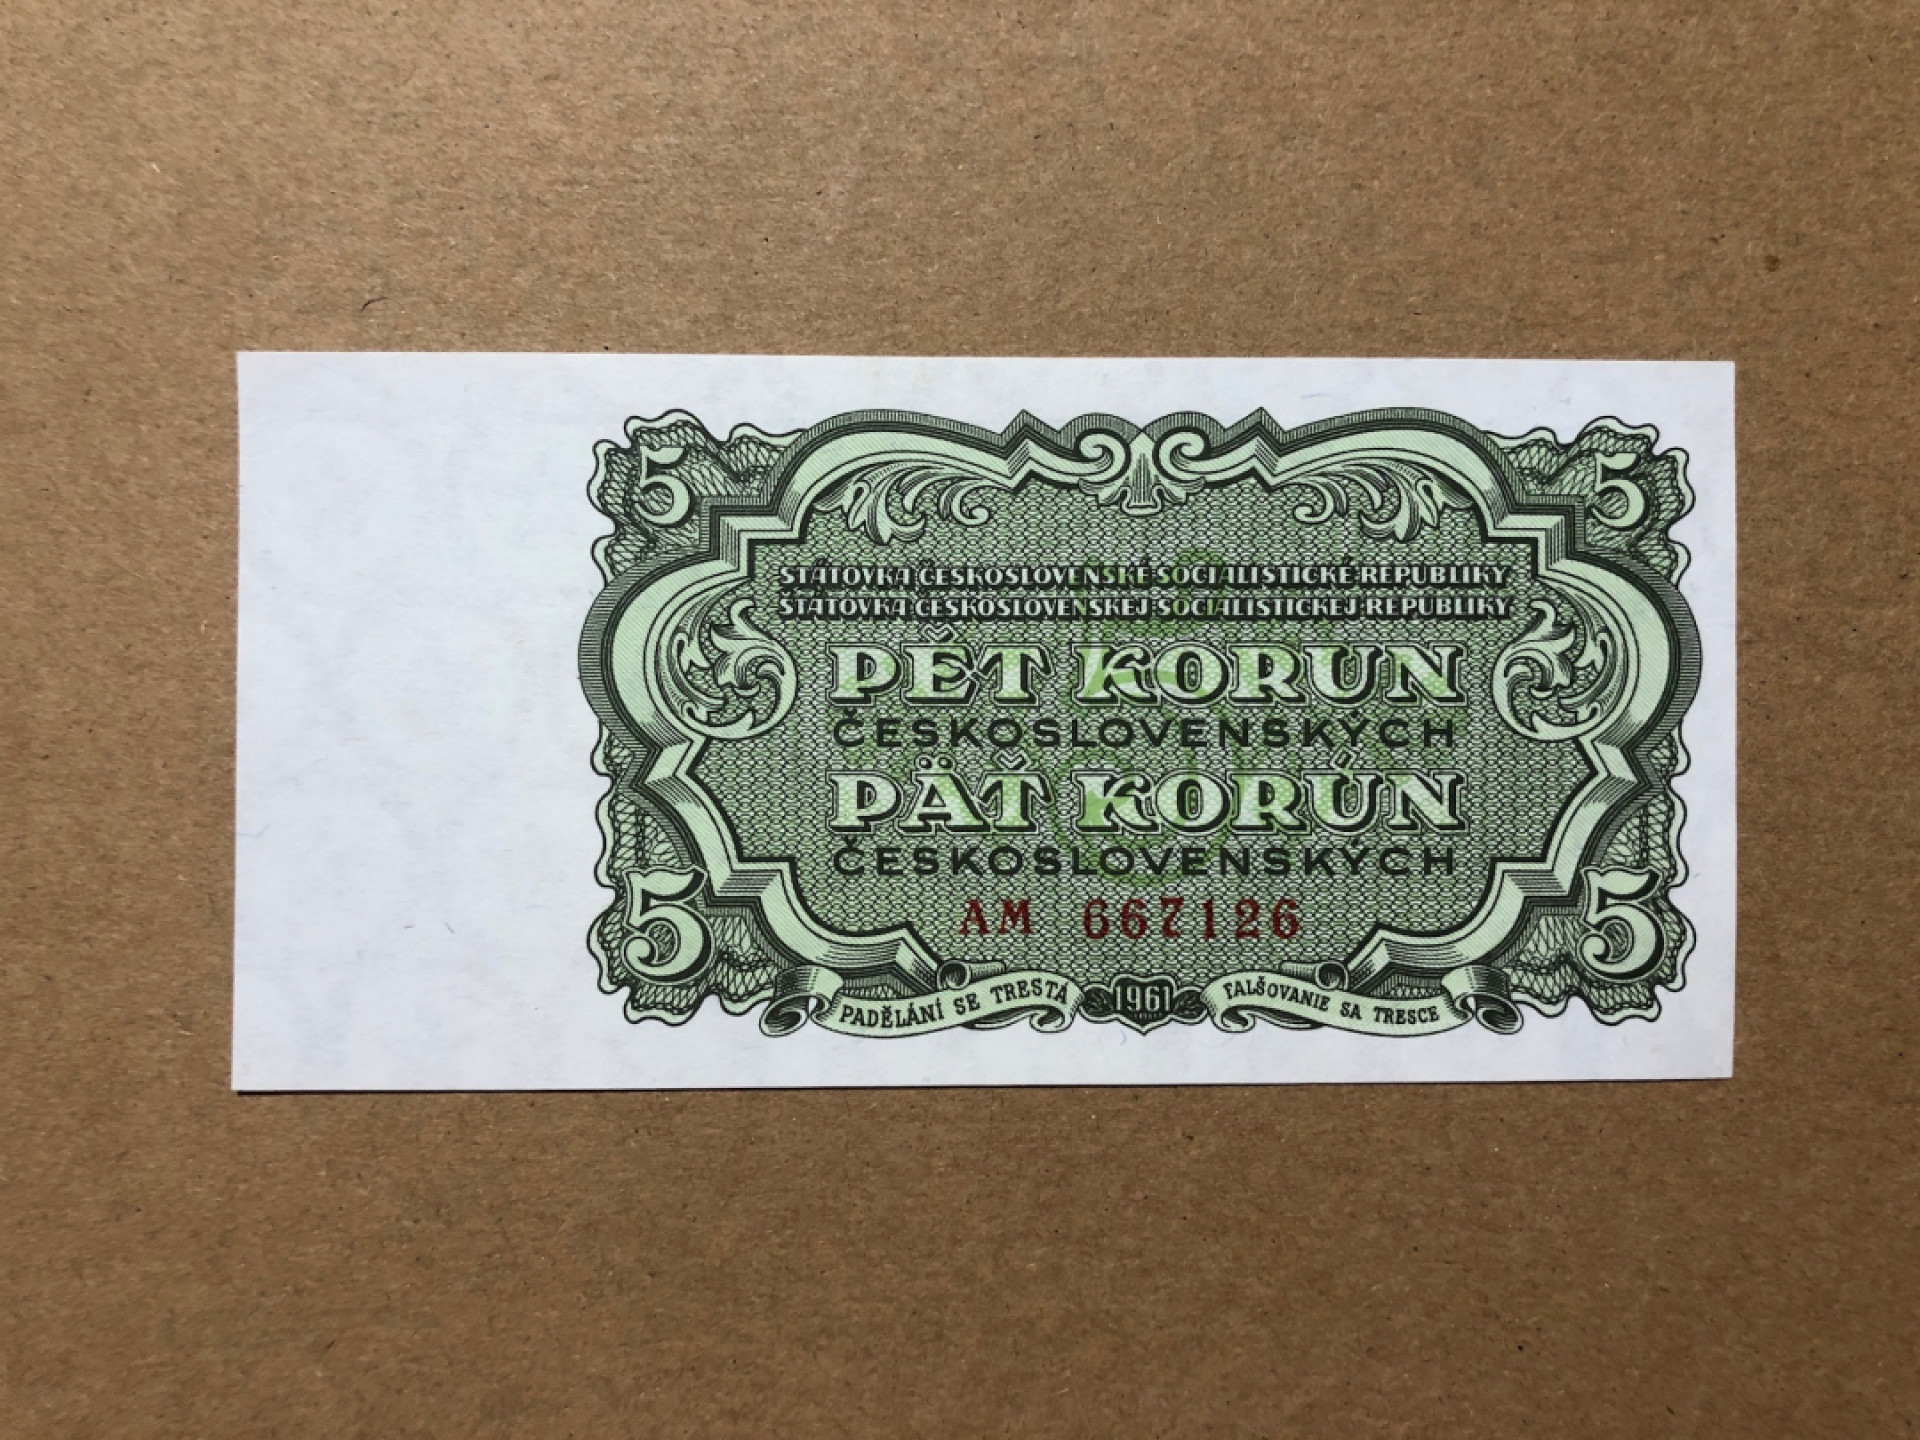 5 5
STÁTOVKA ČESKOSLOVENSKÉ SOCIALISTICKÉ REPUBLIKY
ŠTÁTOVKA ČESKOSLOVENSKEJ SOCIALISTICKEJ REPUBLIKY
PĚT KORUN
ČESKOSLOVENSKÝCH
PÄŤ KORÚN
ČESKOSLOVENSKÝCH
AM 667126
5 5
PADĚLÁNÍ SE TRESTÁ 1961 FALŠOVANIE SA TRESCE